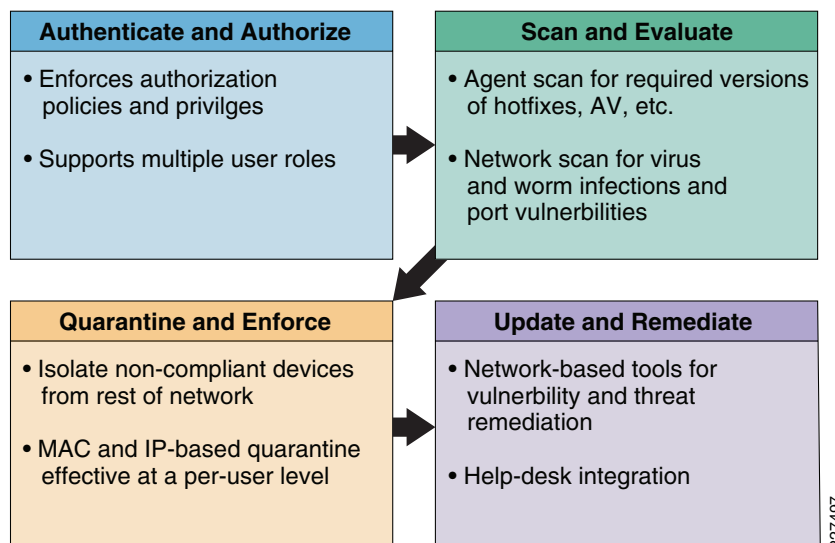 Authenticate and Authorize
• Enforces authorization
policies and privilges
• Supports multiple user roles
Scan and Evaluate
• Agent scan for required versions
of hotfixes, AV, etc.
• Network scan for virus
and worm infections and
port vulnerbilities
Quarantine and Enforce
• Isolate non-compliant devices
from rest of network
• MAC and IP-based quarantine
effective at a per-user level
Update and Remediate
• Network-based tools for
vulnerbility and threat
remediation
• Help-desk integration